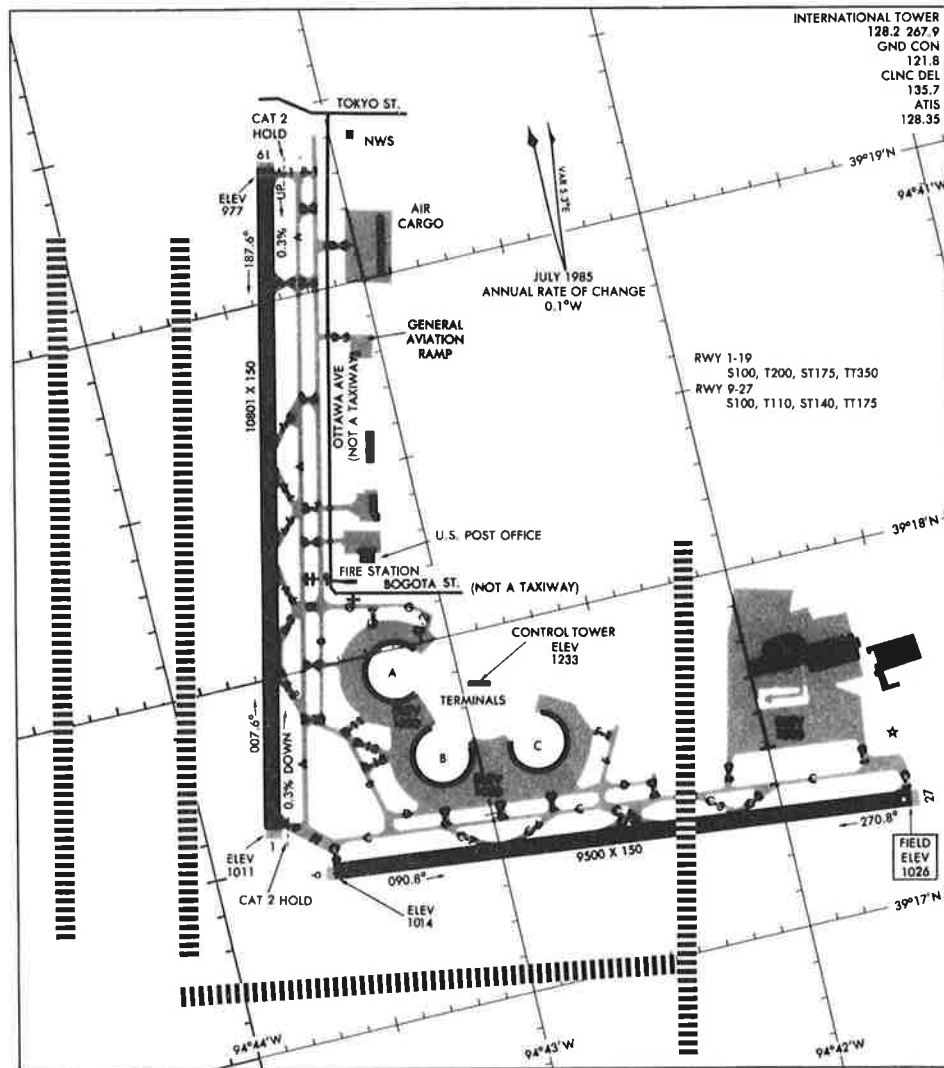 INTERNATIONAL TOWER
128.2 267.9
GND CON
121.8
CLNC DEL
135.7
ATIS
128.35
TOKYO ST.
CAT 2
HOLD
NWS
19
39°19'N
94°41'W
ELEV
977
0.3% UP
VAR 5.3°E
AIR
CARGO
187.6°
JULY 1985
ANNUAL RATE OF CHANGE
0.1°W
GENERAL
AVIATION
RAMP
RWY 1-19
S100, T200, ST175, TT350
RWY 9-27
S100, T110, ST140, TT175
10801 X 150
OTTAWA AVE
(NOT A TAXIWAY)
A
A
39°18'N
U.S. POST OFFICE
FIRE STATION
BOGOTA ST. (NOT A TAXIWAY)
CONTROL TOWER
ELEV
1233
A
TERMINALS
007.6°
0.3% DOWN
B
C
27
270.8°
9500 X 150
FIELD
ELEV
1026
ELEV
1011
1
CAT 2 HOLD
9
090.8°
ELEV
1014
39°17'N
94°44'W
94°43'W
94°42'W